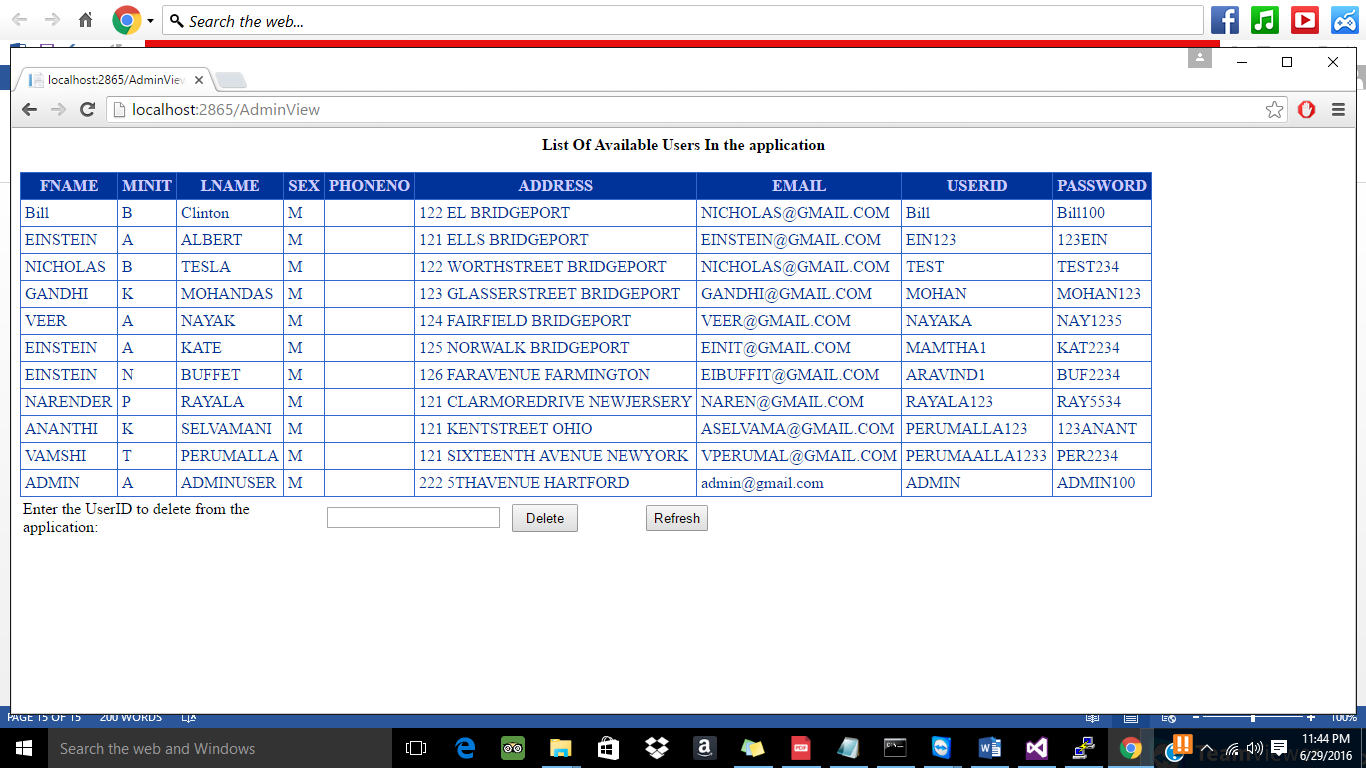 Search the web...
localhost:2865/AdminView
localhost:2865/AdminView
List Of Available Users In the application
FNAME MINIT LNAME SEX PHONENO ADDRESS EMAIL USERID PASSWORD
Bill B Clinton M 122 EL BRIDGEPORT NICHOLAS@GMAIL.COM Bill Bill100
EINSTEIN A ALBERT M 121 ELLS BRIDGEPORT EINSTEIN@GMAIL.COM EIN123 123EIN
NICHOLAS B TESLA M 122 WORTHSTREET BRIDGEPORT NICHOLAS@GMAIL.COM TEST TEST234
GANDHI K MOHANDAS M 123 GLASSERSTREET BRIDGEPORT GANDHI@GMAIL.COM MOHAN MOHAN123
VEER A NAYAK M 124 FAIRFIELD BRIDGEPORT VEER@GMAIL.COM NAYAKA NAY1235
EINSTEIN A KATE M 125 NORWALK BRIDGEPORT EINIT@GMAIL.COM MAMTHA1 KAT2234
EINSTEIN N BUFFET M 126 FARAVENUE FARMINGTON EIBUFFIT@GMAIL.COM ARAVIND1 BUF2234
NARENDER P RAYALA M 121 CLARMOREDRIVE NEWJERSERY NAREN@GMAIL.COM RAYALA123 RAY5534
ANANTHI K SELVAMANI M 121 KENTSTREET OHIO ASELVAMA@GMAIL.COM PERUMALLA123 123ANANT
VAMSHI T PERUMALLA M 121 SIXTEENTH AVENUE NEWYORK VPERUMAL@GMAIL.COM PERUMAALLA1233 PER2234
ADMIN A ADMINUSER M 222 5THAVENUE HARTFORD admin@gmail.com ADMIN ADMIN100
Enter the UserID to delete from the
application:
Delete Refresh
PAGE 15 OF 15 200 WORDS 100%
Search the web and Windows
TeamViewer
11:44 PM
6/29/2016